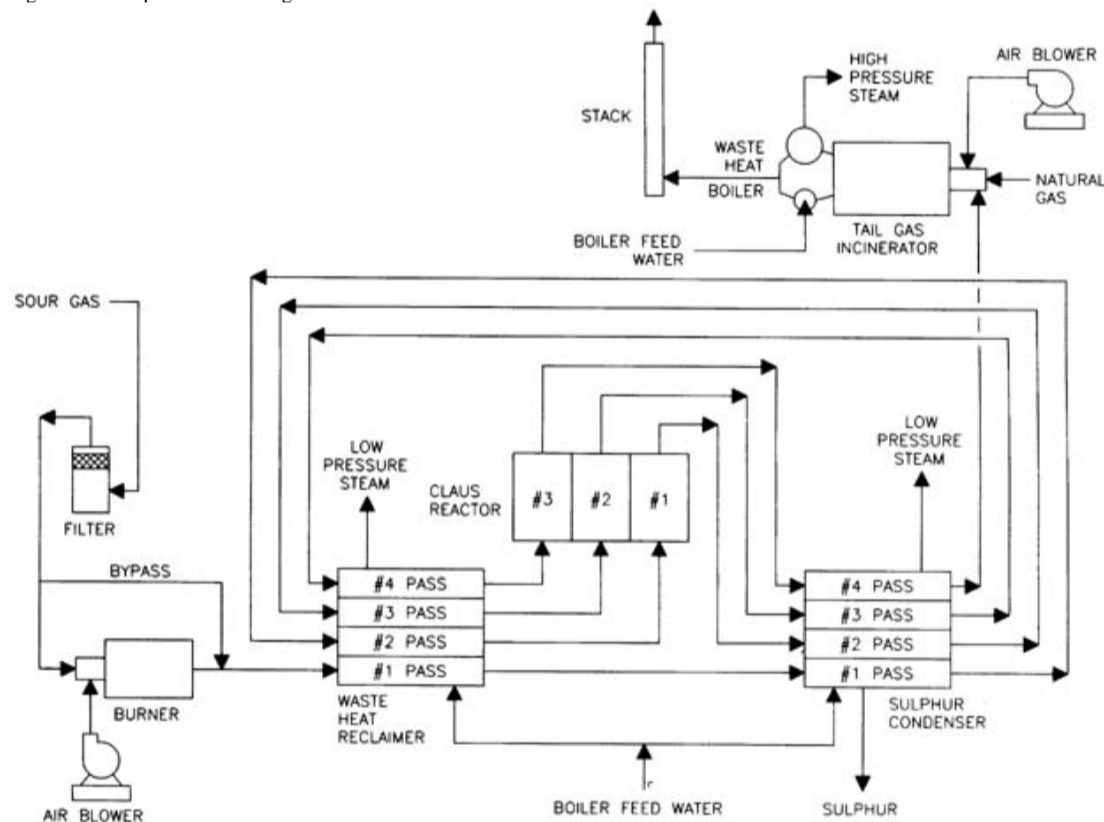 HIGH
PRESSURE
STEAM
AIR BLOWER
STACK
WASTE
HEAT
BOILER
NATURAL
GAS
TAIL GAS
INCINERATOR
BOILER FEED
WATER
SOUR GAS
LOW
PRESSURE
STEAM
CLAUS
REACTOR
#3
#2
#1
LOW
PRESSURE
STEAM
FILTER
BYPASS
#4 PASS
#3 PASS
#2 PASS
#1 PASS
#4 PASS
#3 PASS
#2 PASS
#1 PASS
BURNER
WASTE
HEAT
RECLAIMER
SULPHUR
CONDENSER
AIR BLOWER
BOILER FEED WATER
SULPHUR